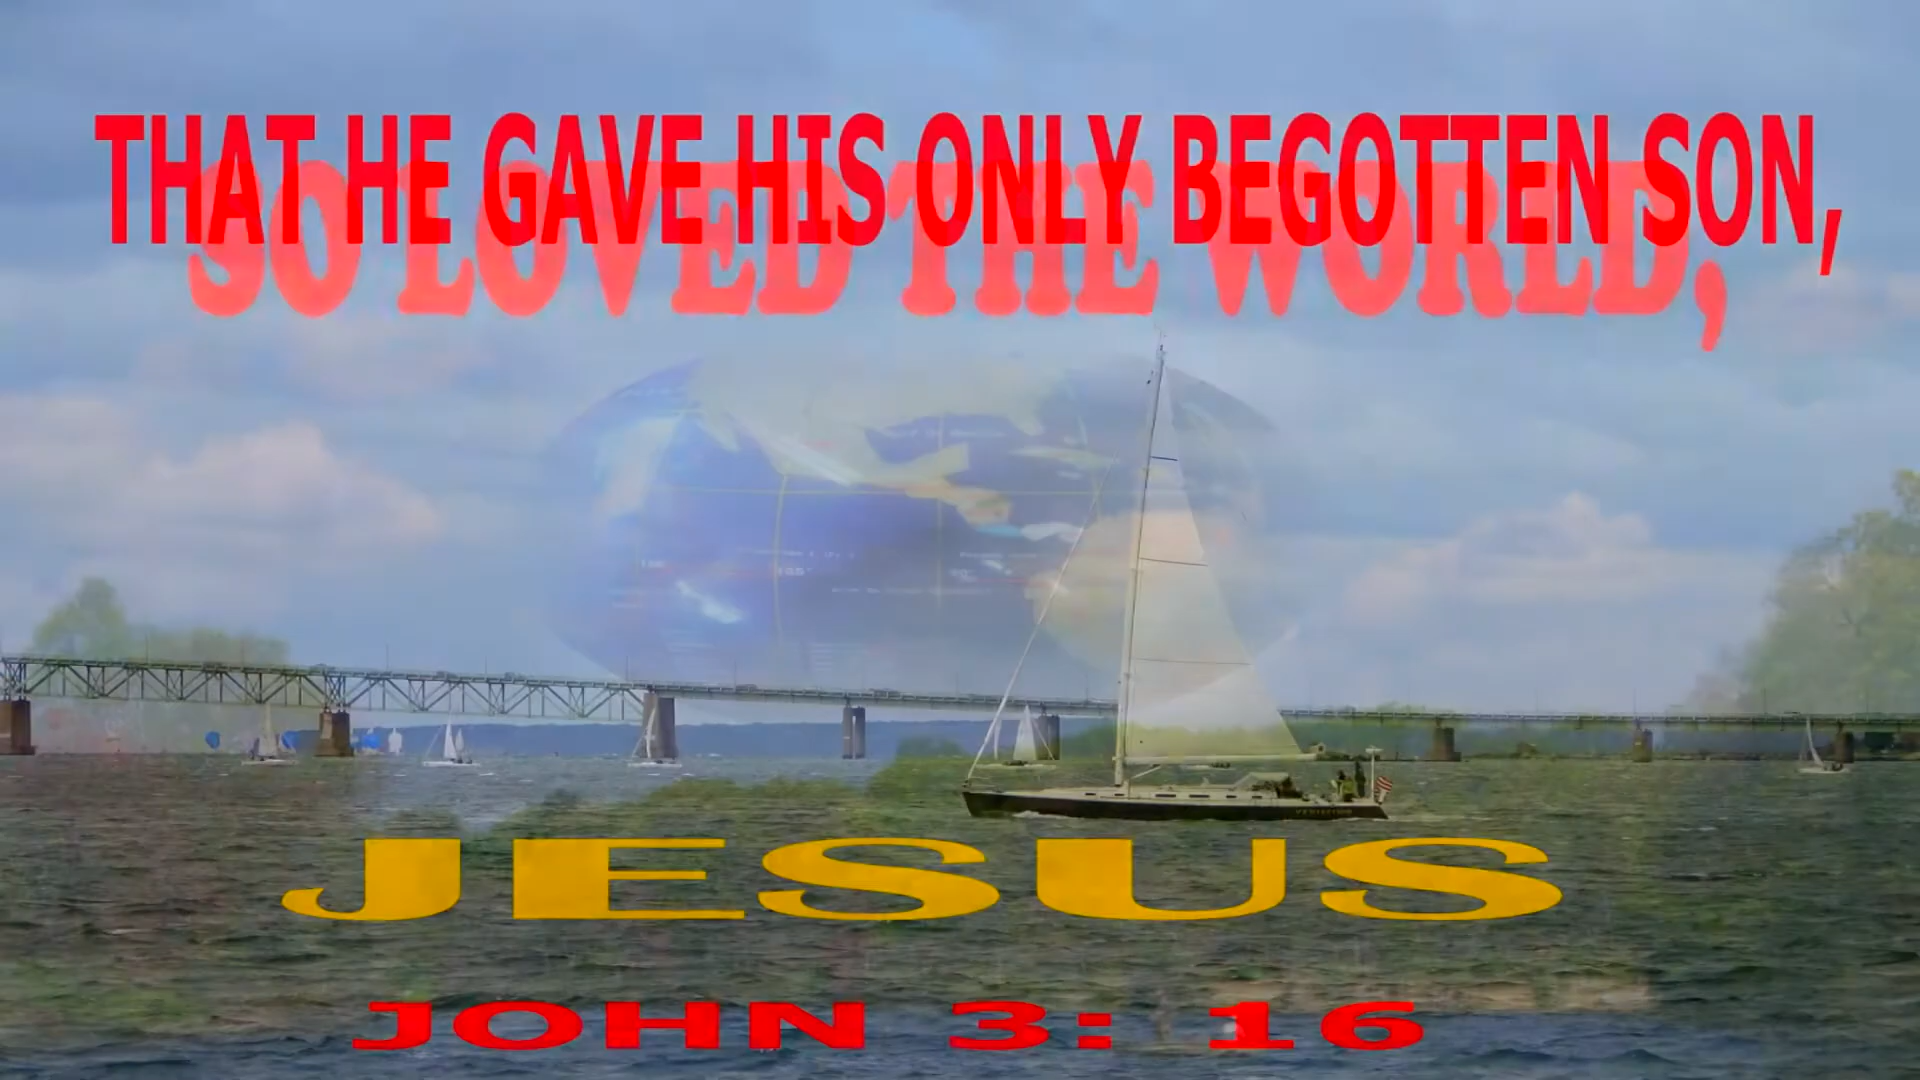 THAT HE GAVE HIS ONLY BEGOTTEN SON,
SO LOVED THE WORLD,
JESUS
JOHN 3: 16